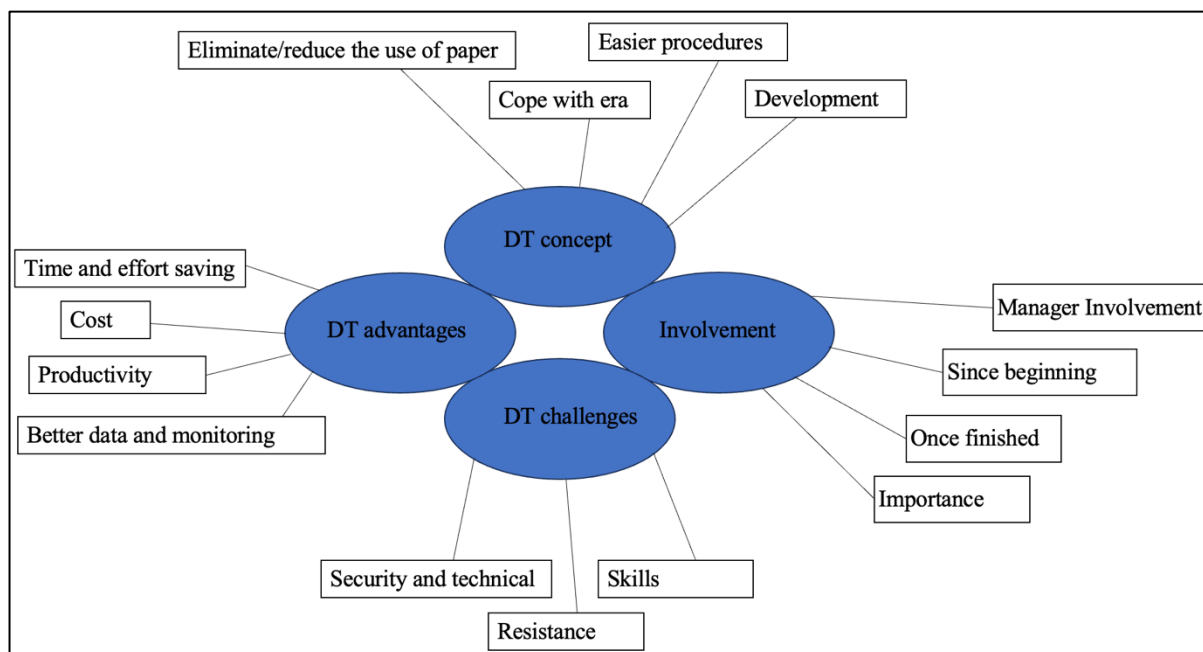 Eliminate/reduce the use of paper
Easier procedures
Cope with era
Development
DT concept
Time and effort saving
Cost
Productivity
Better data and monitoring
DT advantages
Involvement
Manager Involvement
Since beginning
Once finished
Importance
DT challenges
Security and technical
Resistance
Skills